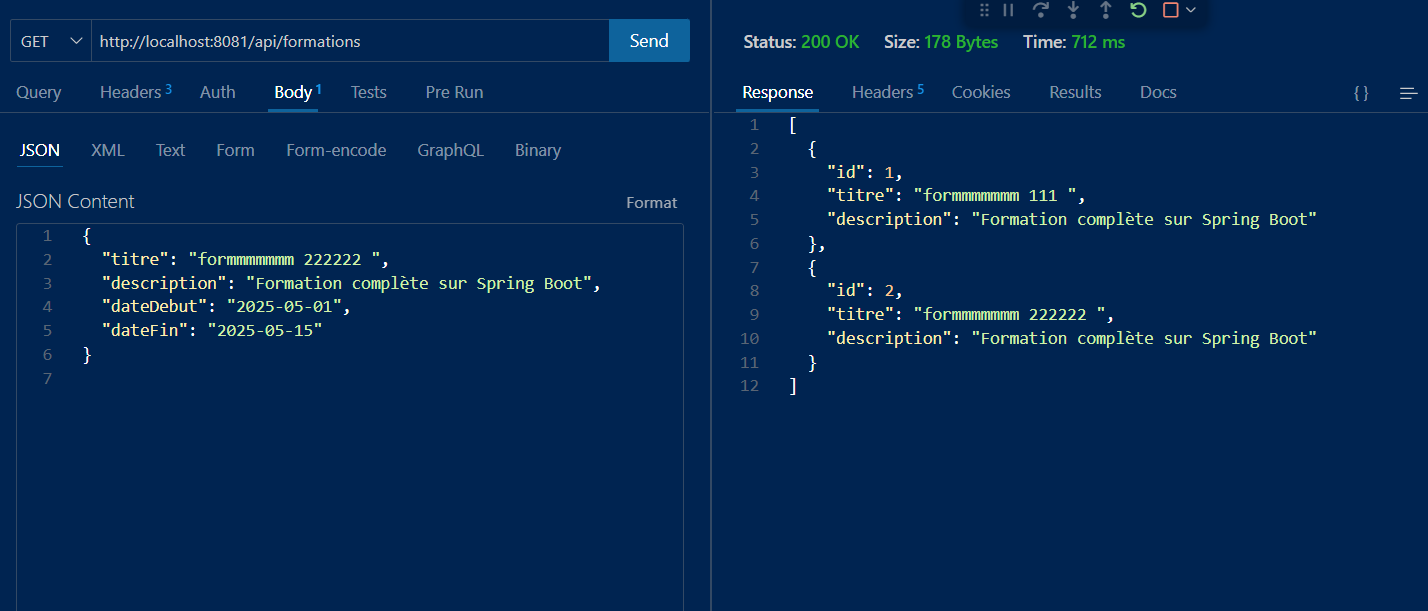 GET http://localhost:8081/api/formations Send
Query Headers 3 Auth Body 1 Tests Pre Run
JSON XML Text Form Form-encode GraphQL Binary
JSON Content Format
1 {
2 "titre": "formmmmmmm 222222 ",
3 "description": "Formation complète sur Spring Boot",
4 "dateDebut": "2025-05-01",
5 "dateFin": "2025-05-15"
6 }
7
Status: 200 OK Size: 178 Bytes Time: 712 ms
Response Headers 5 Cookies Results Docs {}
1 [
2 {
3 "id": 1,
4 "titre": "formmmmmmm 111 ",
5 "description": "Formation complète sur Spring Boot"
6 },
7 {
8 "id": 2,
9 "titre": "formmmmmmm 222222 ",
10 "description": "Formation complète sur Spring Boot"
11 }
12 ]